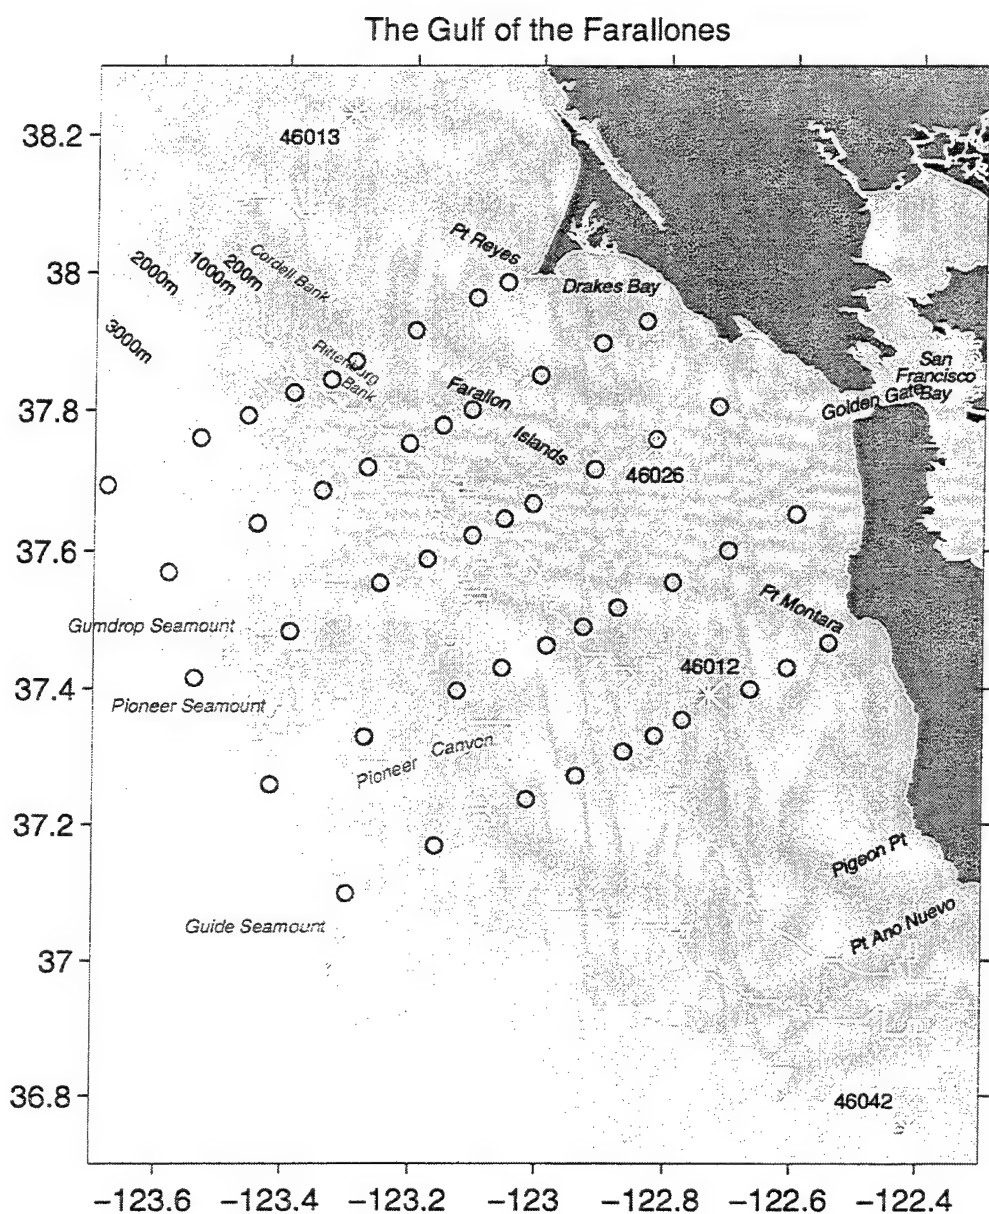 The Gulf of the Farallones
38.2
46013
Pt Reyes
Cordell Bank
38
200m
1000m
2000m
Drakes Bay
3000m
Rittenburg
Bank
San
Francisco
Bay
Farallon
Golden Gate
37.8
Islands
46026
37.6
Pt Montara
Gumdrop Seamount
46012
37.4
Pioneer Seamount
Pioneer Canyon
37.2
Pigeon Pt
Guide Seamount
Pt Ano Nuevo
37
36.8
46042
−123.6 −123.4 −123.2 −123 −122.8 −122.6 −122.4